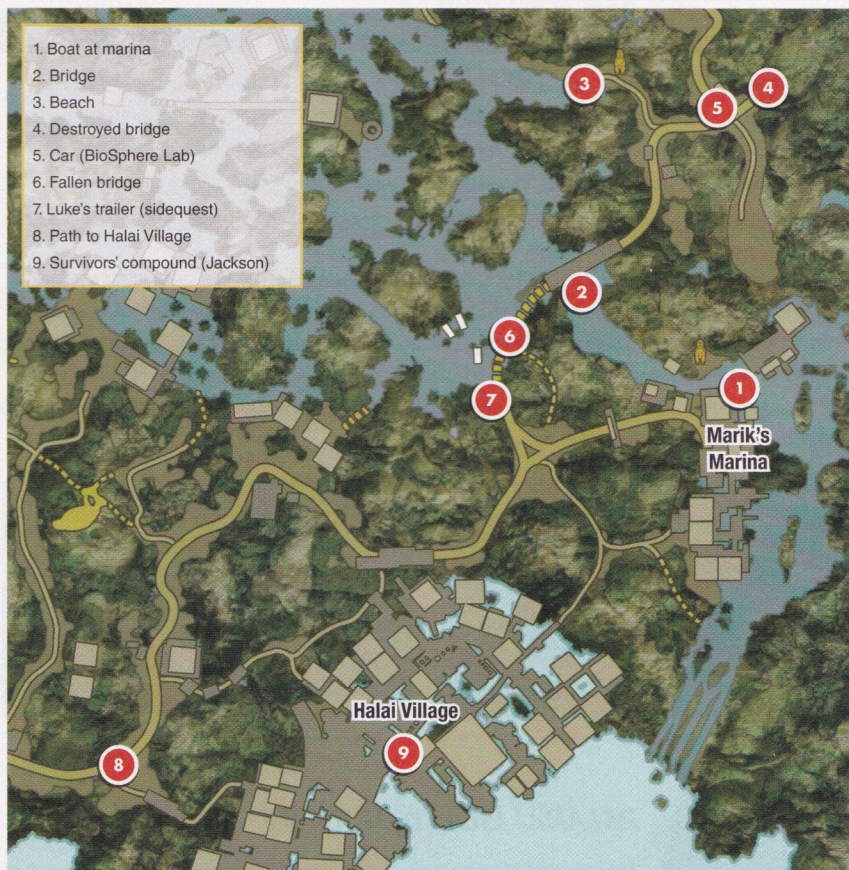 1. Boat at marina
2. Bridge
3. Beach
4. Destroyed bridge
5. Car (BioSphere Lab)
6. Fallen bridge
7. Luke's trailer (sidequest)
8. Path to Halai Village
9. Survivors' compound (Jackson)
3
4
5
2
6
1
7
Marik's
Marina
Halai Village
9
8